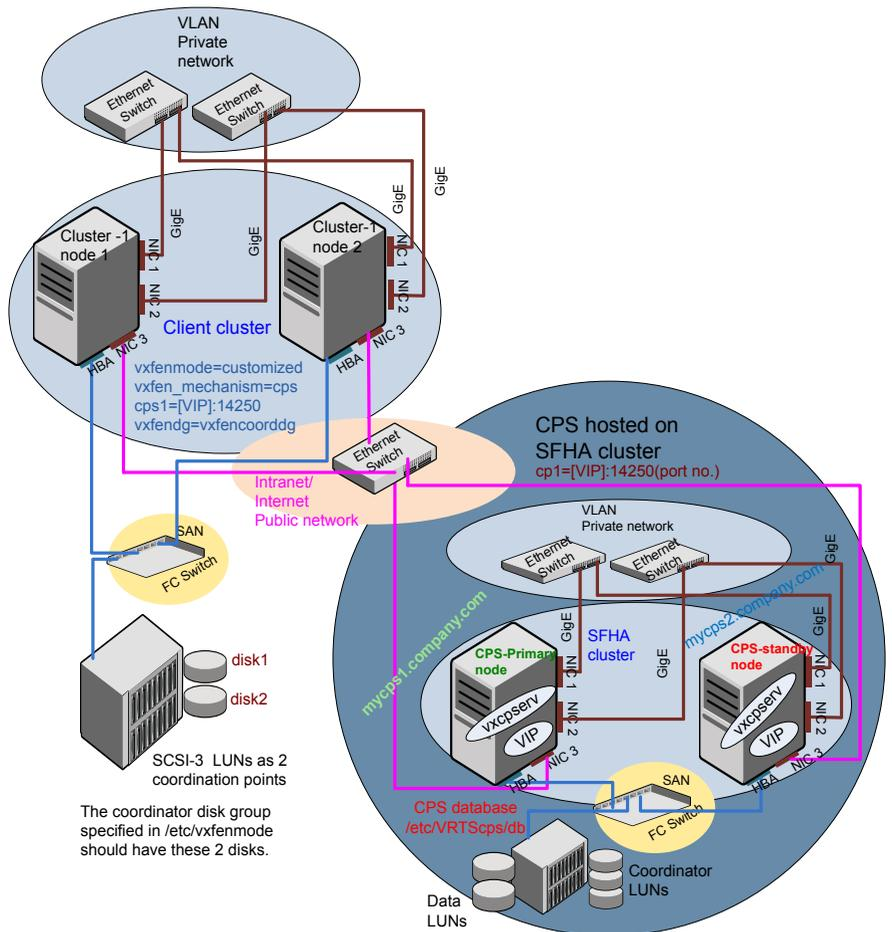 VLAN
Private
network
Ethernet
Switch
Ethernet
Switch
GigE
GigE
GigE
GigE
Cluster -1
node 1
NIC 1
NIC 2
HBA
NIC 3
Cluster-1
node 2
NIC 1
NIC 2
HBA
NIC 3
Client cluster
vxfenmode=customized
vxfen_mechanism=cps
cps1=[VIP]:14250
vxfendg=vxfencoorddg
Ethernet
Switch
Intranet/
Internet
Public network
SAN
FC Switch
disk1
disk2
SCSI-3 LUNs as 2
coordination points
The coordinator disk group
specified in /etc/vxfenmode
should have these 2 disks.
CPS hosted on
SFHA cluster
cp1=[VIP]:14250(port no.)
VLAN
Private network
Ethernet
Switch
Ethernet
Switch
GigE
GigE
GigE
GigE
mycps1.company.com
mycps2.company.com
SFHA
cluster
CPS-Primary
node
NIC 1
NIC 2
vxcpserv
VIP
HBA
NIC 3
CPS-standby
node
NIC 1
NIC 2
vxcpserv
VIP
HBA
NIC 3
SAN
FC Switch
CPS database
/etc/VRTScps/db
Data
LUNs
Coordinator
LUNs